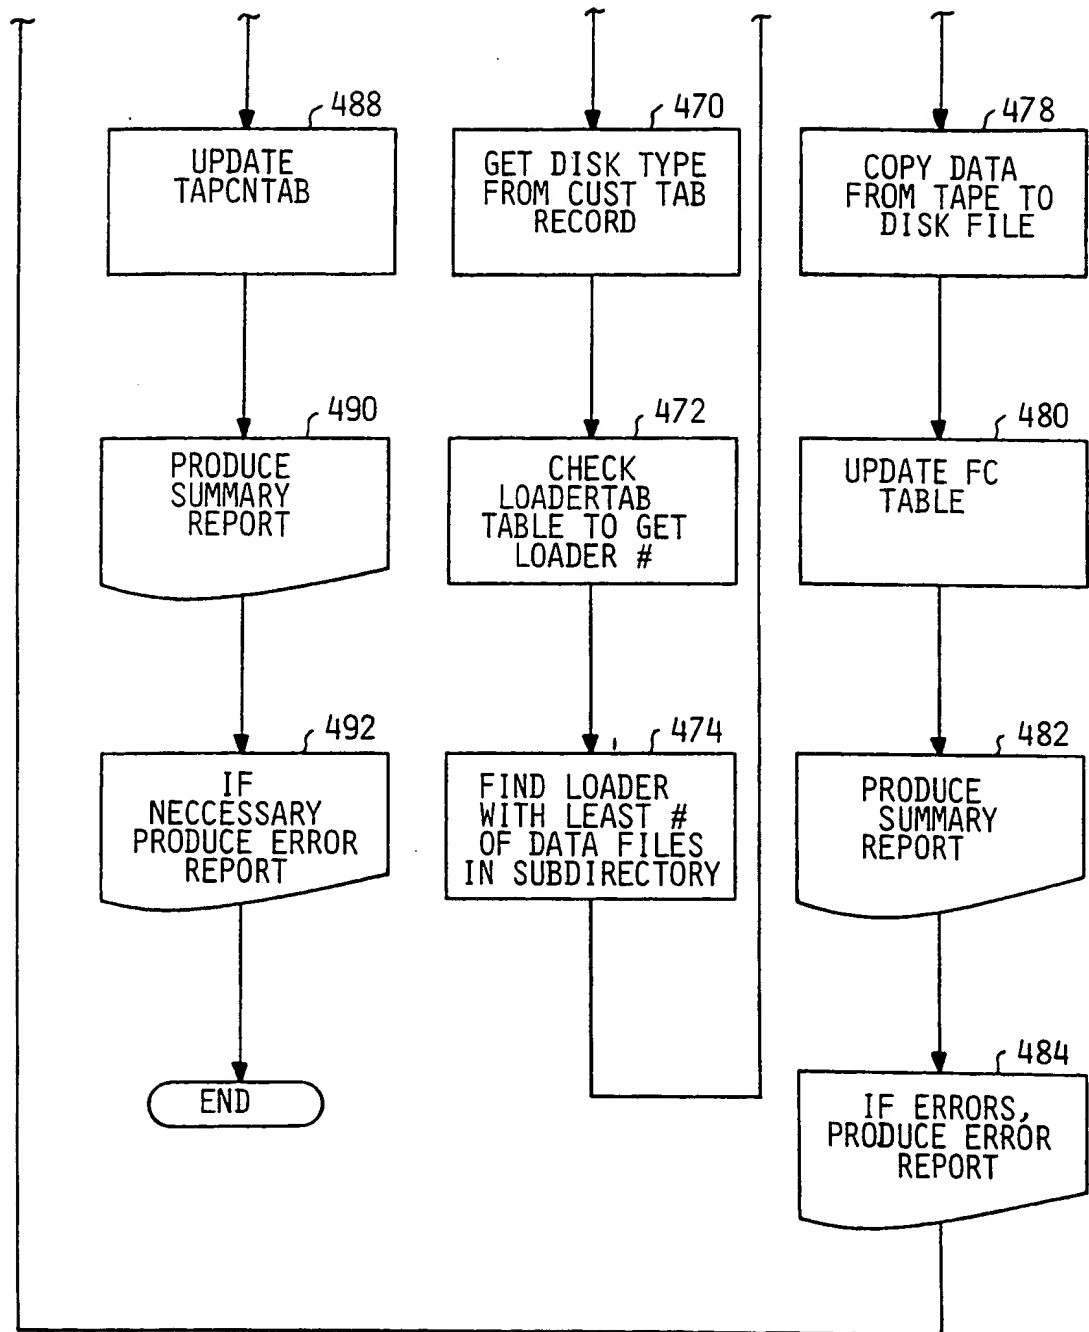 488
UPDATE
TAPCNTAB
490
PRODUCE
SUMMARY
REPORT
492
IF
NECCESSARY
PRODUCE ERROR
REPORT
END
470
GET DISK TYPE
FROM CUST TAB
RECORD
472
CHECK
LOADERTAB
TABLE TO GET
LOADER #
474
FIND LOADER
WITH LEAST #
OF DATA FILES
IN SUBDIRECTORY
478
COPY DATA
FROM TAPE TO
DISK FILE
480
UPDATE FC
TABLE
482
PRODUCE
SUMMARY
REPORT
484
IF ERRORS,
PRODUCE ERROR
REPORT